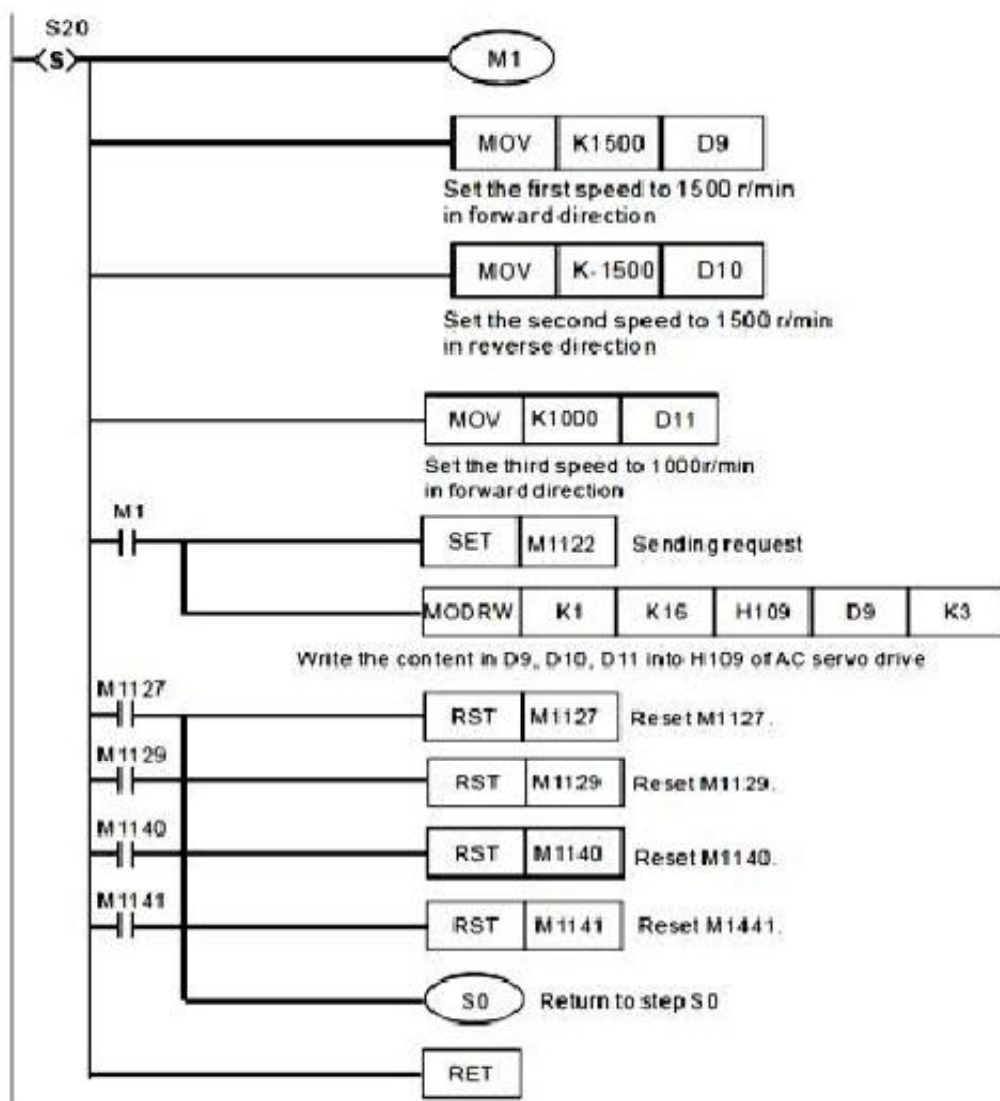 S20
S
M1
MOV K1500 D9
Set the first speed to 1500 r/min
in forward direction
MOV K-1500 D10
Set the second speed to 1500 r/min
in reverse direction
MOV K1000 D11
Set the third speed to 1000r/min
in forward direction
M1
SET M1122 Sending request
MODRW K1 K16 H109 D9 K3
Write the content in D9, D10, D11 into H109 of AC servo drive
M1127
RST M1127 Reset M1127.
M1129
RST M1129 Reset M1129.
M1140
RST M1140 Reset M1140.
M1141
RST M1141 Reset M1441.
S0 Return to step S0
RET